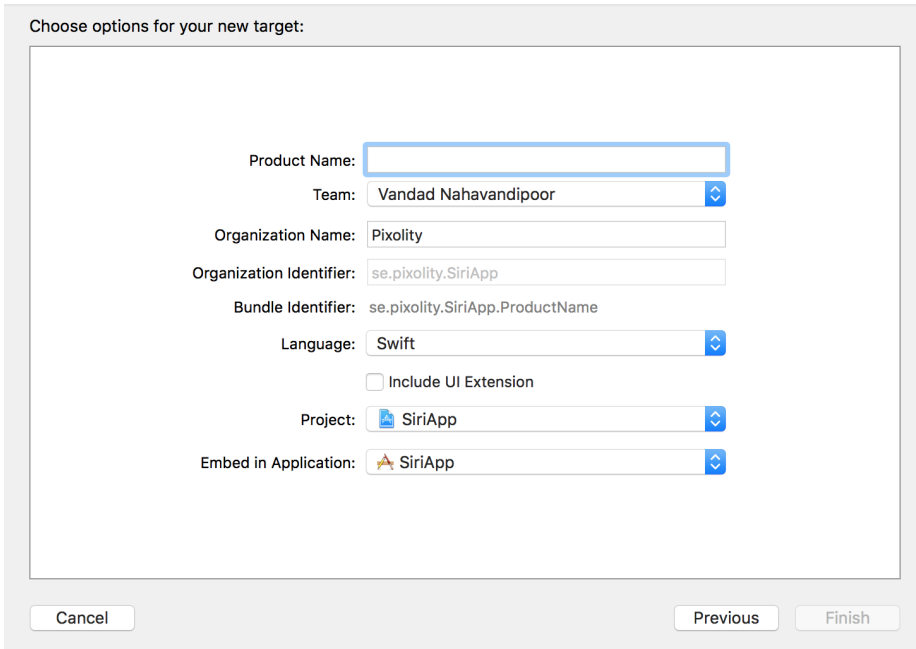 Choose options for your new target:
Product Name:
Team: Vandad Nahavandipoor
Organization Name: Pixolity
Organization Identifier: se.pixolity.SiriApp
Bundle Identifier: se.pixolity.SiriApp.ProductName
Language: Swift
Include UI Extension
Project: SiriApp
Embed in Application: SiriApp
Cancel Previous Finish